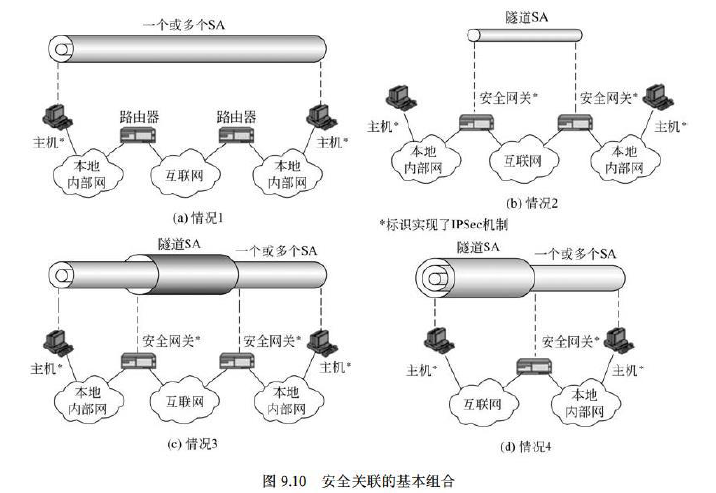 一个或多个SA
路由器
路由器
主机*
主机*
本地
内部网
互联网
本地
内部网
(a) 情况1
隧道SA
安全网关*
安全网关*
主机*
主机*
本地
内部网
互联网
本地
内部网
(b) 情况2
*标识实现了IPSec机制
隧道SA
一个或多个SA
安全网关*
安全网关*
主机*
主机*
本地
内部网
互联网
本地
内部网
(c) 情况3
隧道SA
一个或多个SA
安全网关*
主机*
主机*
互联网
本地
内部网
(d) 情况4
图 9.10 安全关联的基本组合